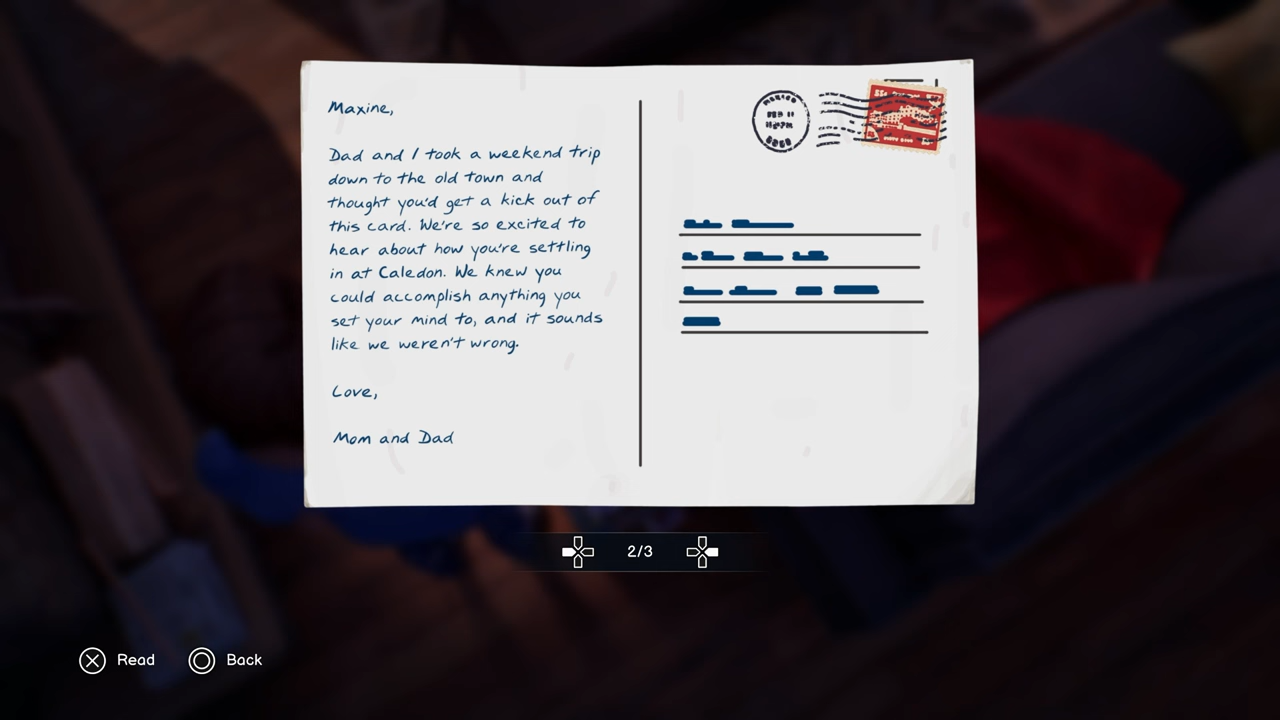 Maxine,
Dad and I took a weekend trip
down to the old town and
thought you'd get a kick out of
this card. We're so excited to
hear about how you're settling
in at Caledon. We knew you
could accomplish anything you
set your mind to, and it sounds
like we weren't wrong.
Love,
Mom and Dad
2/3
Read
Back